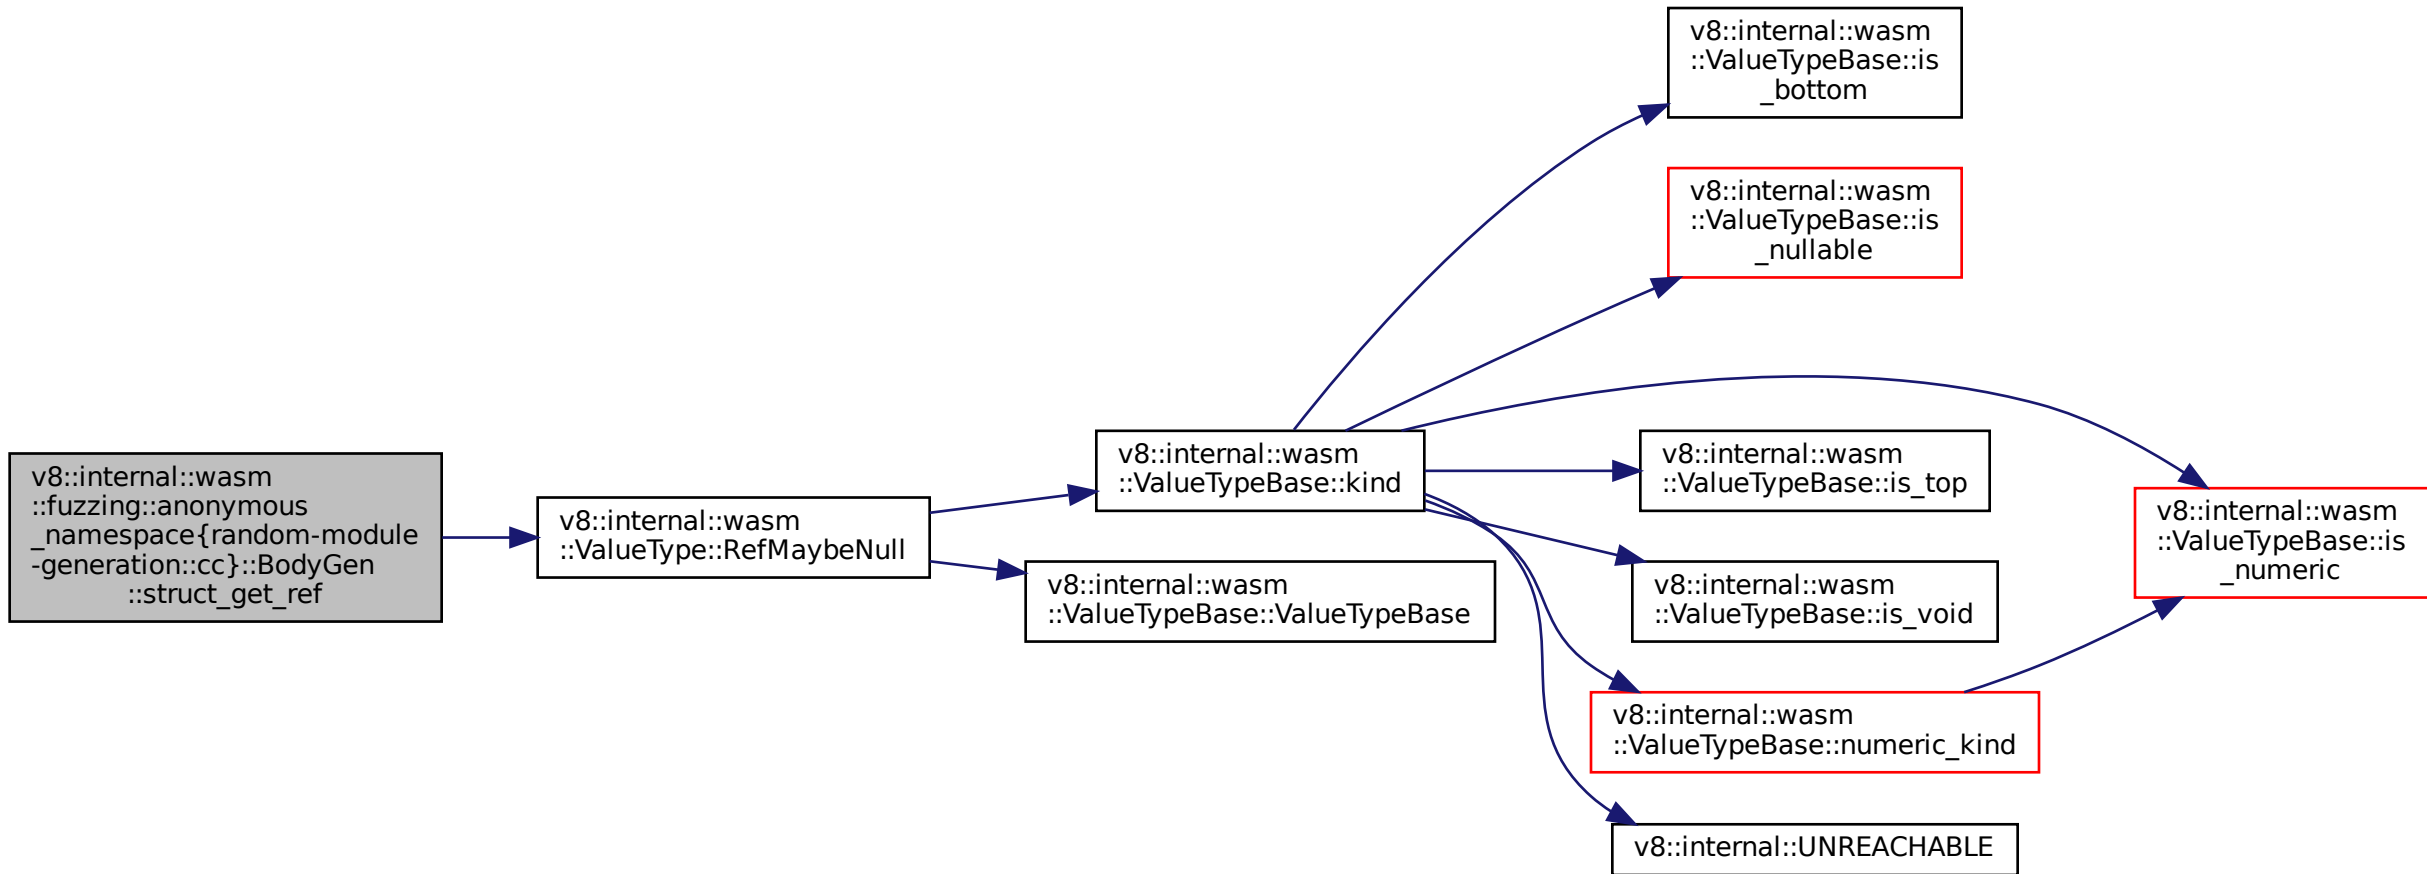 v8::internal::wasm
::fuzzing::anonymous
_namespace{random-module
-generation::cc}::BodyGen
::struct_get_ref
v8::internal::wasm
::ValueType::RefMaybeNull
v8::internal::wasm
::ValueTypeBase::kind
v8::internal::wasm
::ValueTypeBase::ValueTypeBase
v8::internal::wasm
::ValueTypeBase::is
_bottom
v8::internal::wasm
::ValueTypeBase::is
_nullable
v8::internal::wasm
::ValueTypeBase::is_top
v8::internal::wasm
::ValueTypeBase::is_void
v8::internal::wasm
::ValueTypeBase::numeric_kind
v8::internal::UNREACHABLE
v8::internal::wasm
::ValueTypeBase::is
_numeric